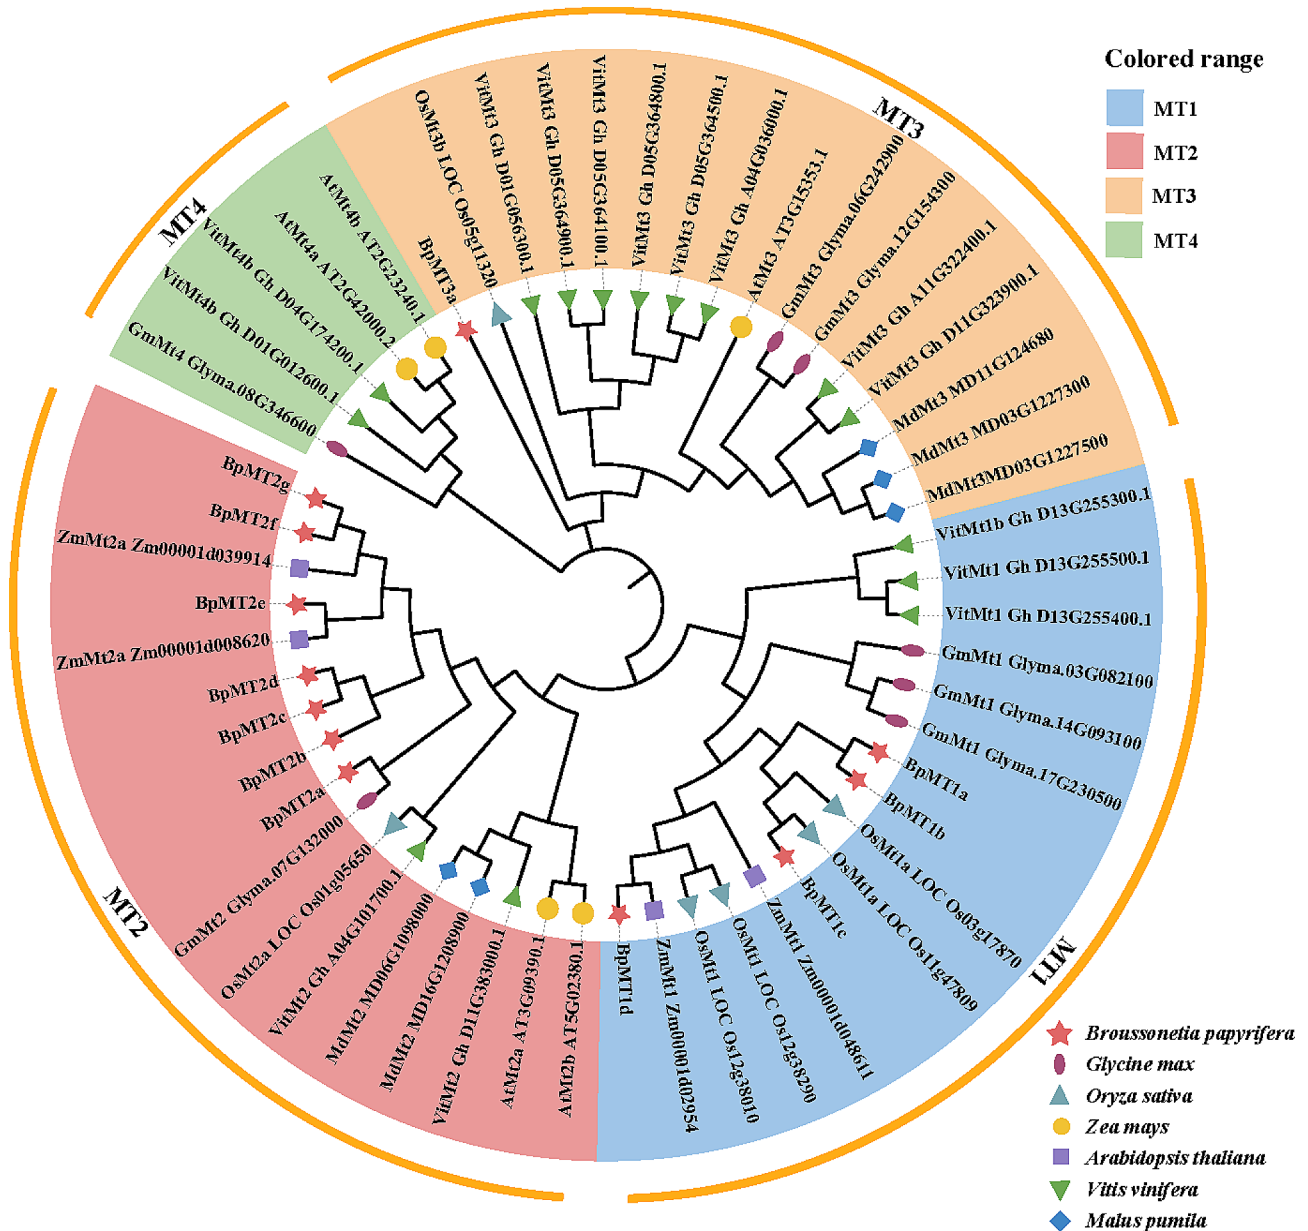 Colored range
MT1
MT2
MT3
MT4
MT3
BpMT3a
OsMt3b LOC Os05g11320
VitMt3 Gh D01G056300.1
VitMt3 Gh D05G364900.1
VitMt3 Gh D05G364100.1
VitMt3 Gh D05G364800.1
VitMt3 Gh D05G364500.1
VitMt3 Gh A04G036000.1
AtMt3 AT3G15353.1
GmMt3 Glyma.06G242900
GmMt3 Glyma.12G154300
VitMt3 Gh A11G322400.1
VitMt3 Gh D11G323900.1
MdMt3 MD11G124680
MdMt3 MD03G1227300
MdMt3MD03G1227500
MT1
VitMt1b Gh D13G255300.1
VitMt1 Gh D13G255500.1
VitMt1 Gh D13G255400.1
GmMt1 Glyma.03G082100
GmMt1 Glyma.14G093100
GmMt1 Glyma.17G230500
BpMT1a
BpMT1b
OsMt1a LOC Os03g17870
OsMt1a LOC Os11g47809
BpMT1c
ZmMt1 Zm00001d048611
OsMt1 LOC Os12g38290
OsMt1 LOC Os12g38010
ZmMt1 Zm00001d02954
BpMT1d
MT2
AtMt2b AT5G02380.1
AtMt2a AT3G09390.1
VitMt2 Gh D11G383000.1
MdMt2 MD16G1208900
MdMt2 MD06G1098000
VitMt2 Gh A04G101700.1
OsMt2a LOC Os01g05650
GmMt2 Glyma.07G132000
BpMT2a
BpMT2b
BpMT2c
BpMT2d
ZmMt2a Zm00001d008620
BpMT2e
ZmMt2a Zm00001d039914
BpMT2f
BpMT2g
MT4
GmMt4 Glyma.08G346600
VitMt4b Gh D01G012600.1
VitMt4b Gh D04G174200.1
AtMt4a AT2G42000.2
AtMt4b AT2G23240.1
Broussonetia papyrifera
Glycine max
Oryza sativa
Zea mays
Arabidopsis thaliana
Vitis vinifera
Malus pumila